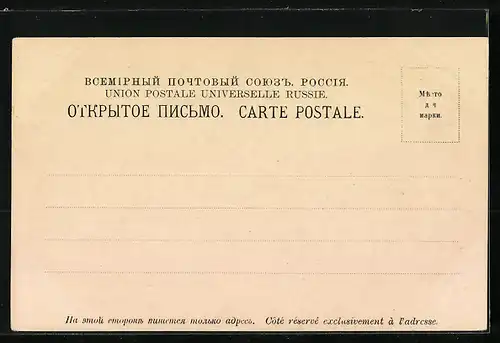 ВСЕМІРНЫЙ ПОЧТОВЫЙ СОЮЗЪ. РОССІЯ.
UNION POSTALE UNIVERSELLE RUSSIE.
ОТКРЫТОЕ ПИСЬМО. CARTE POSTALE.
Мѣсто
для
марки.
На этой сторонѣ пишется только адресъ. Côté réservé exclusivement à l'adresse.